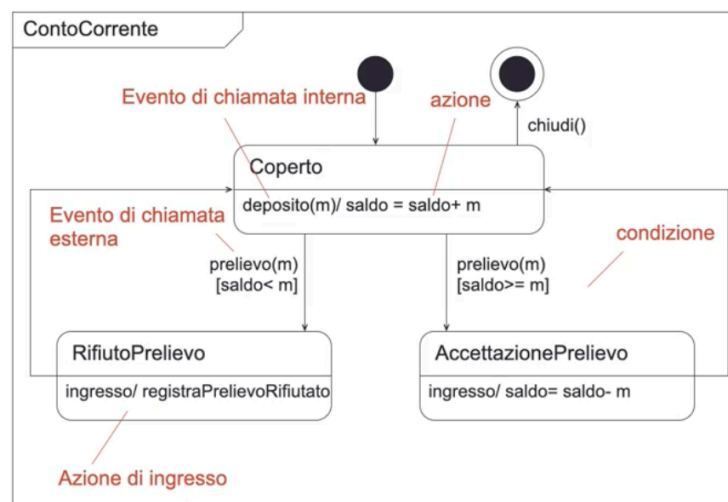 ContoCorrente
Evento di chiamata interna
azione
chiudi()
Coperto
deposito(m)/ saldo = saldo+ m
Evento di chiamata
esterna
condizione
prelievo(m)
[saldo< m]
prelievo(m)
[saldo>= m]
RifiutoPrelievo
ingresso/ registraPrelievoRifiutato
AccettazionePrelievo
ingresso/ saldo= saldo- m
Azione di ingresso